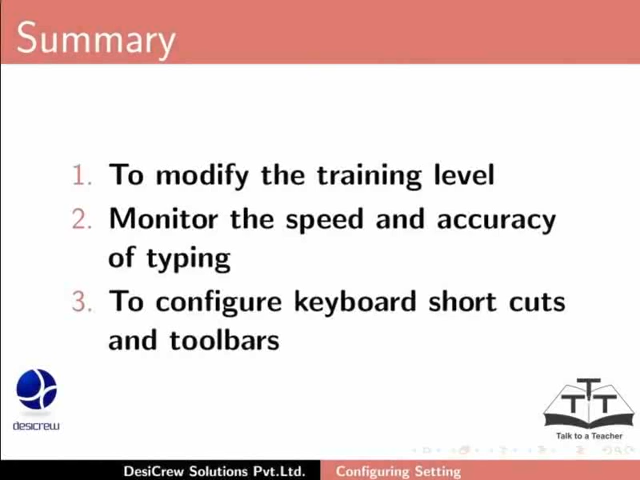 Summary
1. To modify the training level
2. Monitor the speed and accuracy
of typing
3. To configure keyboard short cuts
and toolbars
desicrew
TTT
Talk to a Teacher
DesiCrew Solutions Pvt.Ltd. Configuring Setting